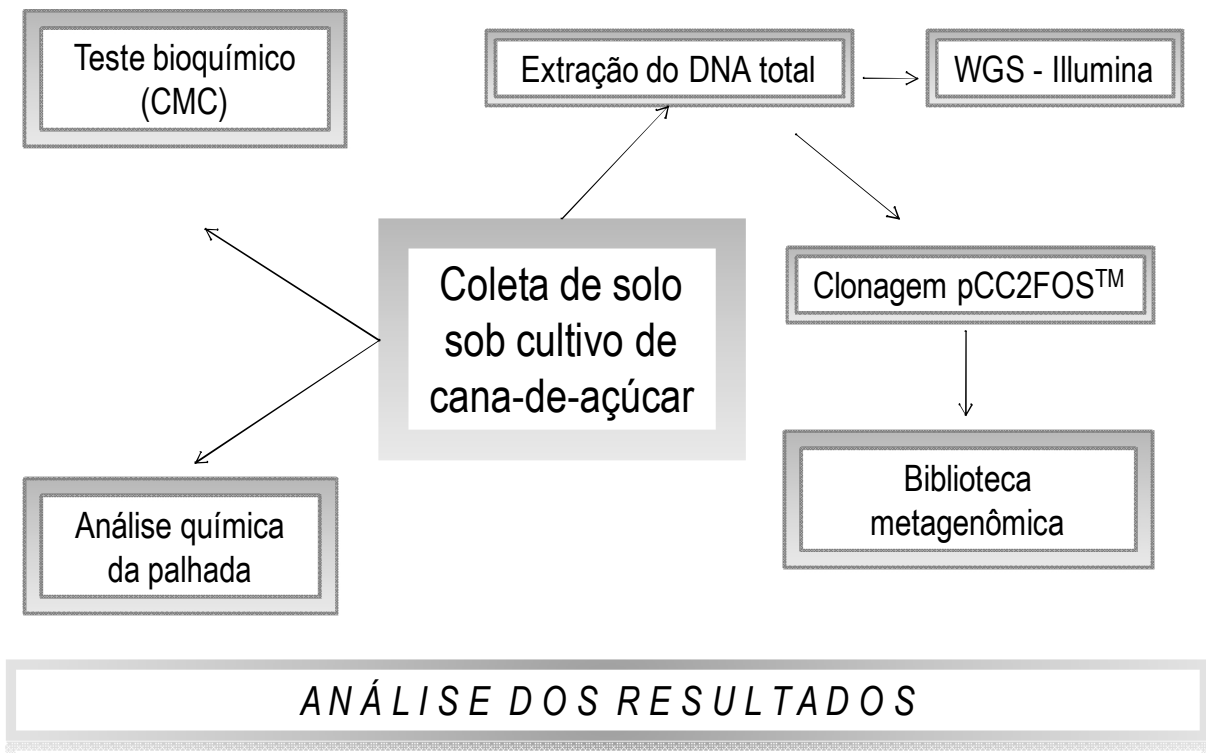 Teste bioquímico
(CMC)
Extração do DNA total
WGS - Illumina
Coleta de solo
sob cultivo de
cana-de-açúcar
Clonagem pCC2FOS™
Biblioteca
metagenômica
Análise química
da palhada
ANÁLISE DOS RESULTADOS